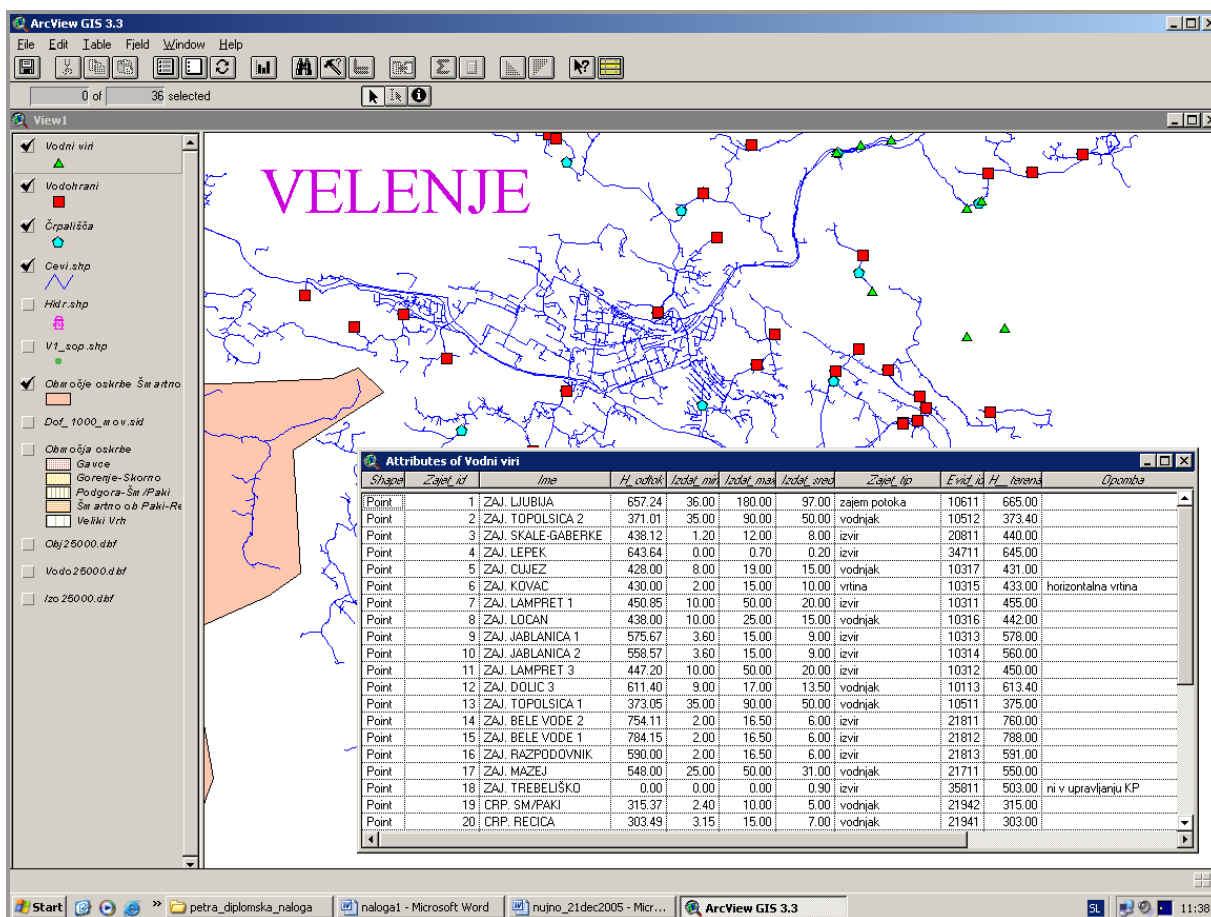 ArcView GIS 3.3
File Edit Table Field Window Help
0 of 36 selected
View1
Vodni viri
Vodohrani
Črpališča
Cevi.shp
Hidr.shp
V1_sop.shp
Območje oskrbe Šmartno
Dof_1000_mov.sid
Območja oskrbe
Gavce
Gorenje-Skorno
Podgora-Šm/Paki
Šmartno ob Paki-Re
Veliki Vrh
Obj25000.dbf
Vodo25000.dbf
Izo25000.dbf
VELENJE
Attributes of Vodni viri
Shape Zajet_id Ime H_odtok Izdat_min Izdat_max Izdat_sred Zajet_tip Evid_id H_terena Opomba
Point 1 ZAJ. LJUBIJA 657.24 36.00 180.00 97.00 zajem potoka 10611 665.00
Point 2 ZAJ. TOPOLSICA 2 371.01 35.00 90.00 50.00 vodnjak 10512 373.40
Point 3 ZAJ. SKALE-GABERKE 438.12 1.20 12.00 8.00 izvir 20811 440.00
Point 4 ZAJ. LEPEK 643.64 0.00 0.70 0.20 izvir 34711 645.00
Point 5 ZAJ. CUJEZ 428.00 8.00 19.00 15.00 vodnjak 10317 431.00
Point 6 ZAJ. KOVAC 430.00 2.00 15.00 10.00 vrtina 10315 433.00 horizontalna vrtina
Point 7 ZAJ. LAMPRET 1 450.85 10.00 50.00 20.00 izvir 10311 455.00
Point 8 ZAJ. LOCAN 438.00 10.00 25.00 15.00 vodnjak 10316 442.00
Point 9 ZAJ. JABLANICA 1 575.67 3.60 15.00 9.00 izvir 10313 578.00
Point 10 ZAJ. JABLANICA 2 558.57 3.60 15.00 9.00 izvir 10314 560.00
Point 11 ZAJ. LAMPRET 3 447.20 10.00 50.00 20.00 izvir 10312 450.00
Point 12 ZAJ. DOLIC 3 611.40 9.00 17.00 13.50 vodnjak 10113 613.40
Point 13 ZAJ. TOPOLSICA 1 373.05 35.00 90.00 50.00 vodnjak 10511 375.00
Point 14 ZAJ. BELE VODE 2 754.11 2.00 16.50 6.00 izvir 21811 760.00
Point 15 ZAJ. BELE VODE 1 784.15 2.00 16.50 6.00 izvir 21812 788.00
Point 16 ZAJ. RAZPODOVNIK 590.00 2.00 16.50 6.00 izvir 21813 591.00
Point 17 ZAJ. MAZEJ 548.00 25.00 50.00 31.00 vodnjak 21711 550.00
Point 18 ZAJ. TREBELIŠKO 0.00 0.00 0.00 0.90 izvir 35811 503.00 ni v upravljanju KP
Point 19 CRP. SM/PAKI 315.37 2.40 10.00 5.00 vodnjak 21942 315.00
Point 20 CRP. RECICA 303.49 3.15 15.00 7.00 vodnjak 21941 303.00
Start petra_diplomska_naloga naloga1 - Microsoft Word nujno_21dec2005 - Micr... ArcView GIS 3.3 SL 11:38